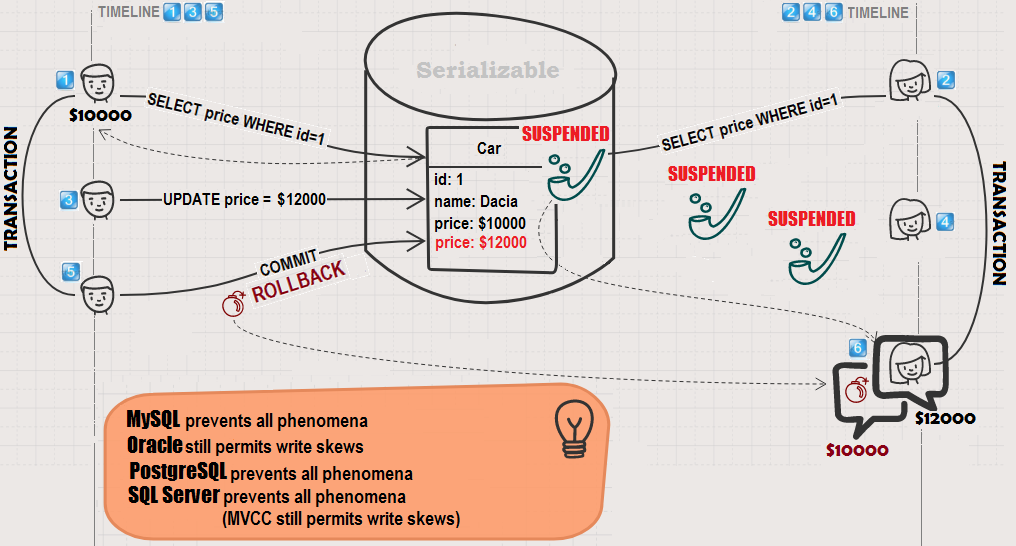 TIMELINE 1 3 5
2 4 6 TIMELINE
Serializable
1
2
$10000
SELECT price WHERE id=1
SELECT price WHERE id=1
SUSPENDED
Car
SUSPENDED
TRANSACTION
TRANSACTION
id: 1
3
UPDATE price = $12000
name: Dacia
SUSPENDED
4
price: $10000
price: $12000
5
COMMIT
ROLLBACK
6
$12000
$10000
MySQL prevents all phenomena
Oracle still permits write skews
PostgreSQL prevents all phenomena
SQL Server prevents all phenomena
(MVCC still permits write skews)